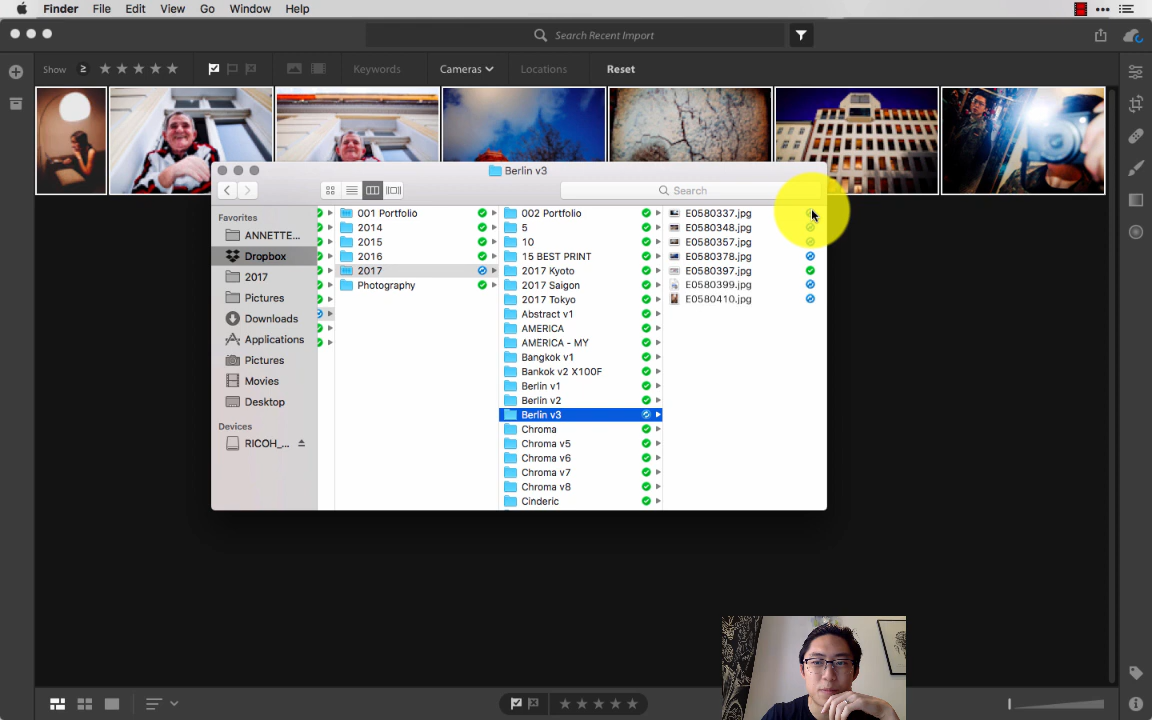 Finder File Edit View Go Window Help
Search Recent Import
Show Keywords Cameras Locations Reset
Berlin v3
Search
Favorites
ANNETTE...
Dropbox
2017
Pictures
Downloads
Applications
Pictures
Movies
Desktop
Devices
RICOH_...
001 Portfolio
2014
2015
2016
2017
Photography
002 Portfolio
5
10
15 BEST PRINT
2017 Kyoto
2017 Saigon
2017 Tokyo
Abstract v1
AMERICA
AMERICA - MY
Bangkok v1
Bankok v2 X100F
Berlin v1
Berlin v2
Berlin v3
Chroma
Chroma v5
Chroma v6
Chroma v7
Chroma v8
Cinderic
E0580337.jpg
E0580348.jpg
E0580357.jpg
E0580378.jpg
E0580397.jpg
E0580399.jpg
E0580410.jpg